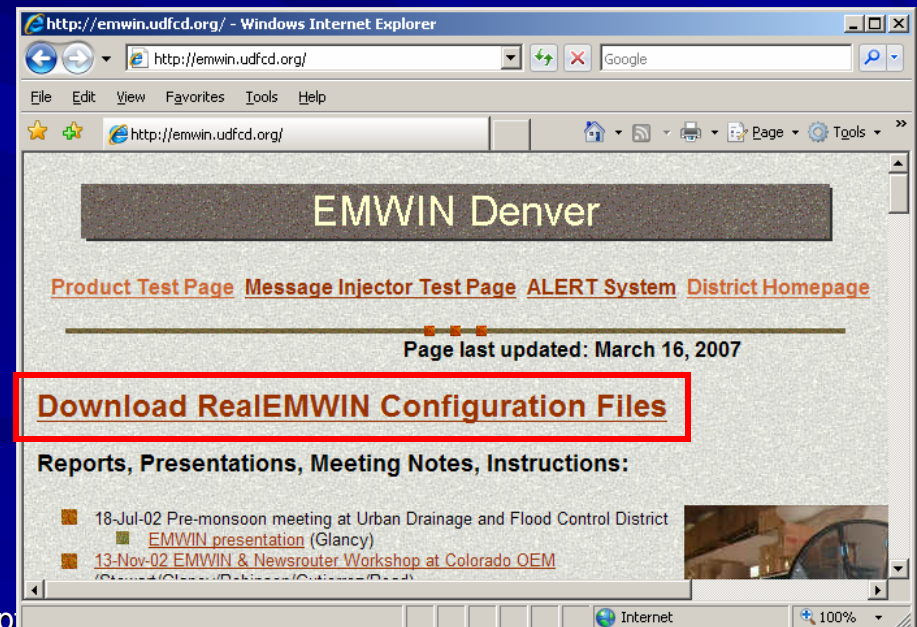 http://emwin.udfcd.org/ - Windows Internet Explorer
http://emwin.udfcd.org/
Google
File Edit View Favorites Tools Help
http://emwin.udfcd.org/
Page Tools »
EMWIN Denver
Product Test Page Message Injector Test Page ALERT System District Homepage
Page last updated: March 16, 2007
Download RealEMWIN Configuration Files
Reports, Presentations, Meeting Notes, Instructions:
18-Jul-02 Pre-monsoon meeting at Urban Drainage and Flood Control District
EMWIN presentation (Glancy)
13-Nov-02 EMWIN & Newsrouter Workshop at Colorado OEM
Internet 100%